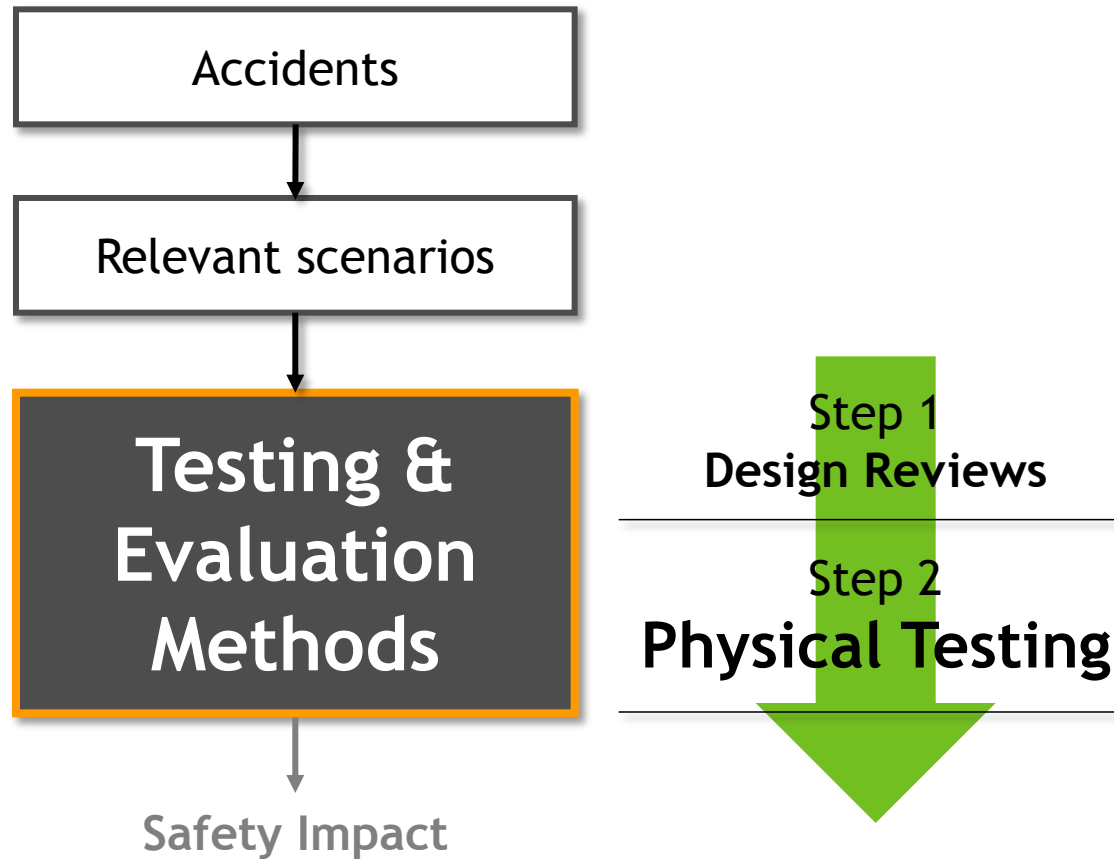 Accidents
Relevant scenarios
Testing &
Evaluation
Methods
Safety Impact
Step 1
Design Reviews
Step 2
Physical Testing